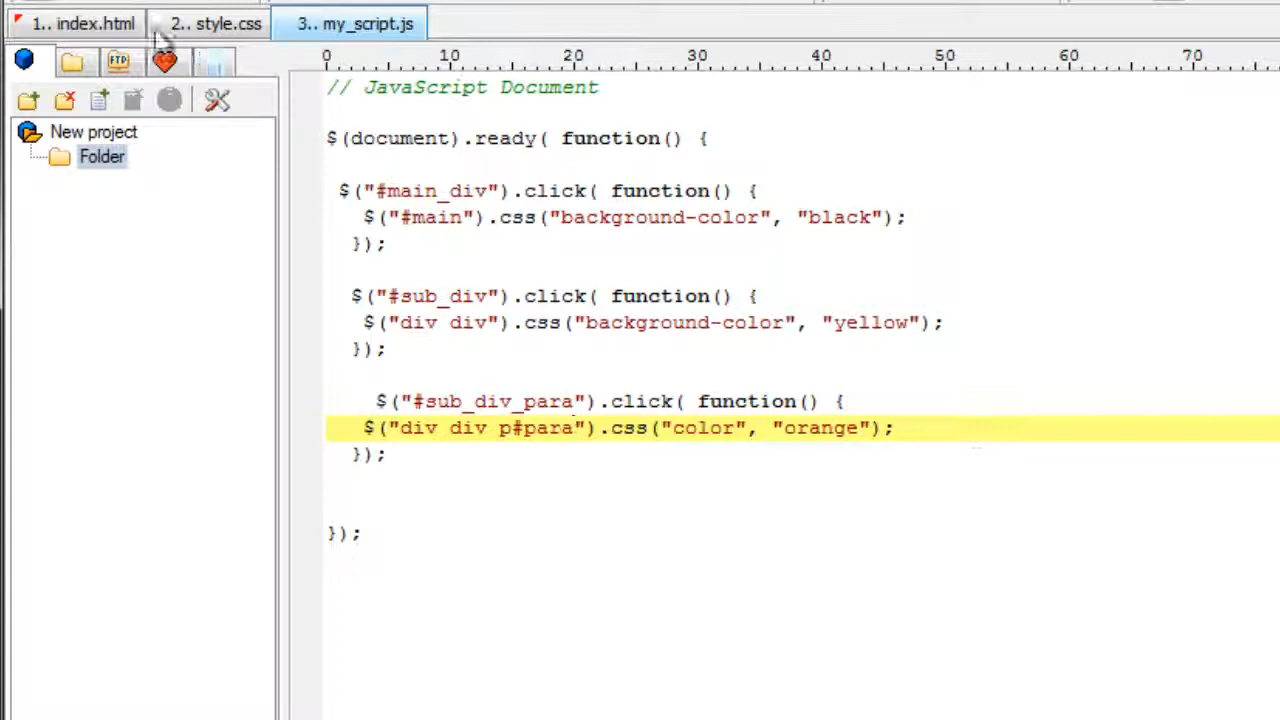 1.. index.html 2.. style.css 3.. my_script.js
FTP
0 10 20 30 40 50 60 70
New project
Folder
// JavaScript Document
$(document).ready( function() {
$("#main_div").click( function() {
$("#main").css("background-color", "black");
});
$("#sub_div").click( function() {
$("div div").css("background-color", "yellow");
});
$("#sub_div_para").click( function() {
$("div div p#para").css("color", "orange");
});
});